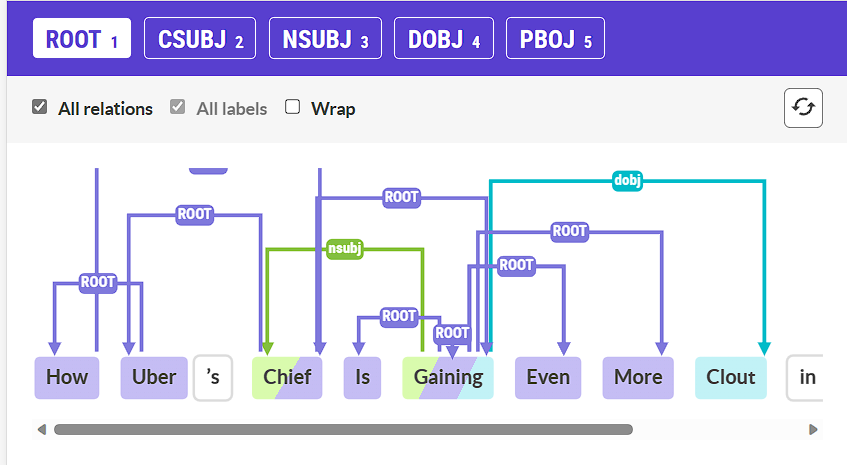 ROOT 1 CSUBJ 2 NSUBJ 3 DOBJ 4 PBOJ 5
All relations All labels Wrap
dobj
ROOT
ROOT ROOT
nsubj
ROOT
ROOT
ROOT
ROOT
How Uber 's Chief Is Gaining Even More Clout in